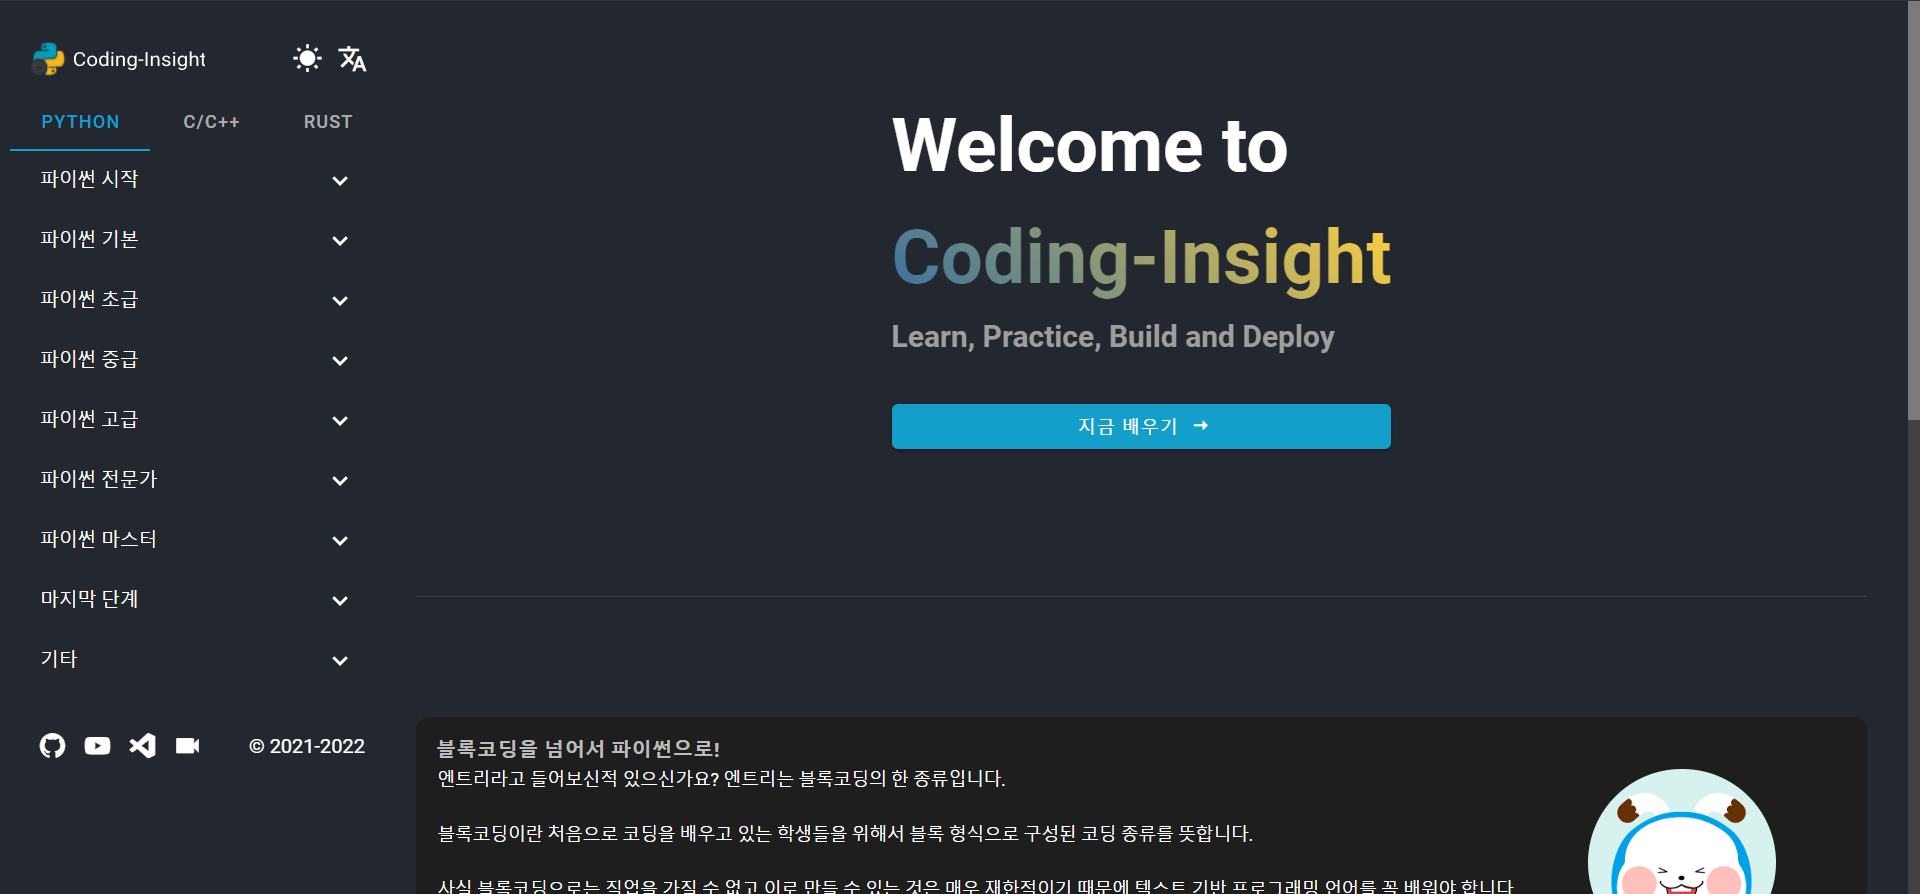 Coding-Insight
PYTHON C/C++ RUST
파이썬 시작
파이썬 기본
파이썬 초급
파이썬 중급
파이썬 고급
파이썬 전문가
파이썬 마스터
마지막 단계
기타
© 2021-2022
Welcome to
Coding-Insight
Learn, Practice, Build and Deploy
지금 배우기 →
블록코딩을 넘어서 파이썬으로!
엔트리라고 들어보신적 있으신가요? 엔트리는 블록코딩의 한 종류입니다.
블록코딩이란 처음으로 코딩을 배우고 있는 학생들을 위해서 블록 형식으로 구성된 코딩 종류를 뜻합니다.
사실 블록코딩으로는 직업을 가질 수 없고 이로 만들 수 있는 것은 매우 재한적이기 때문에 텍스트 기반 프로그래밍 언어를 꼭 배워야 합니다